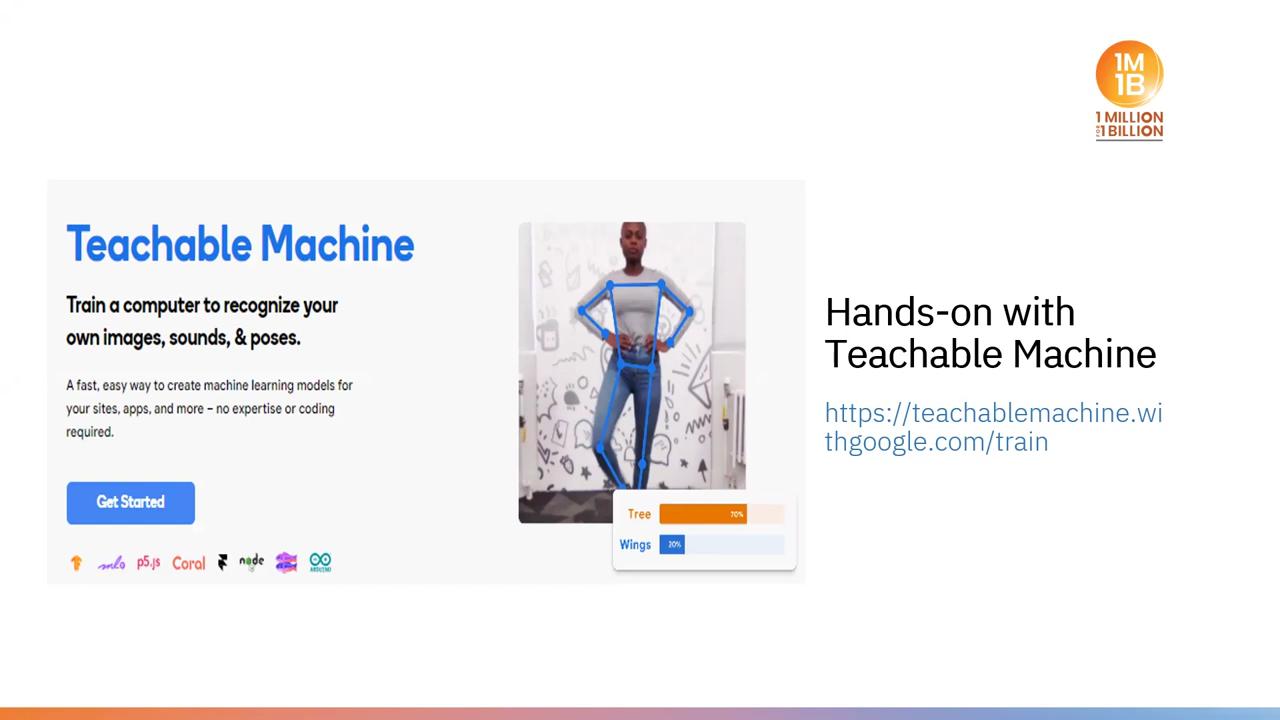 1M
1B
1 MILLION
FOR 1 BILLION
Teachable Machine
Train a computer to recognize your
own images, sounds, & poses.
A fast, easy way to create machine learning models for
your sites, apps, and more – no expertise or coding
required.
Get Started
p5.js Coral node ARDUINO
Tree 70%
Wings 20%
Hands-on with
Teachable Machine
https://teachablemachine.wi
thgoogle.com/train